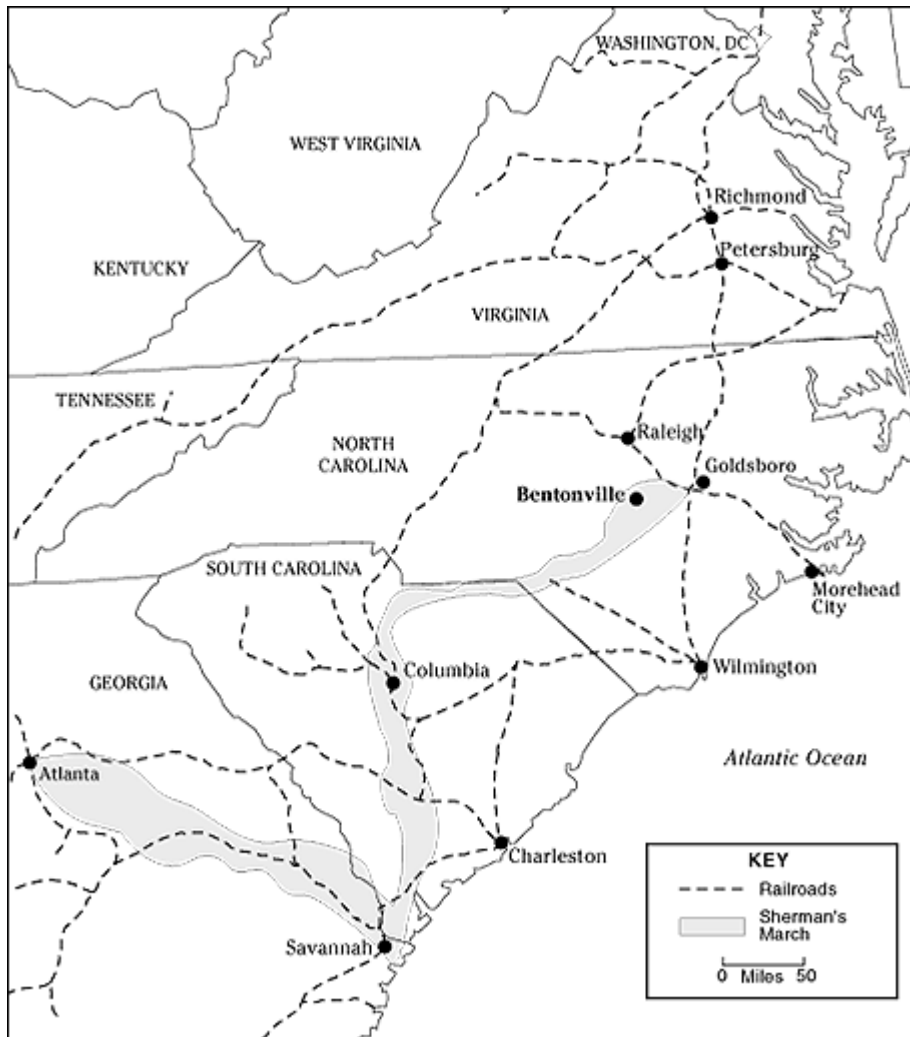 WASHINGTON, DC
WEST VIRGINIA
Richmond
Petersburg
KENTUCKY
VIRGINIA
TENNESSEE
NORTH
CAROLINA
Raleigh
Goldsboro
Bentonville
SOUTH CAROLINA
Morehead
City
Wilmington
Columbia
GEORGIA
Atlantic Ocean
Atlanta
Charleston
Savannah
KEY
Railroads
Sherman's
March
0 Miles 50